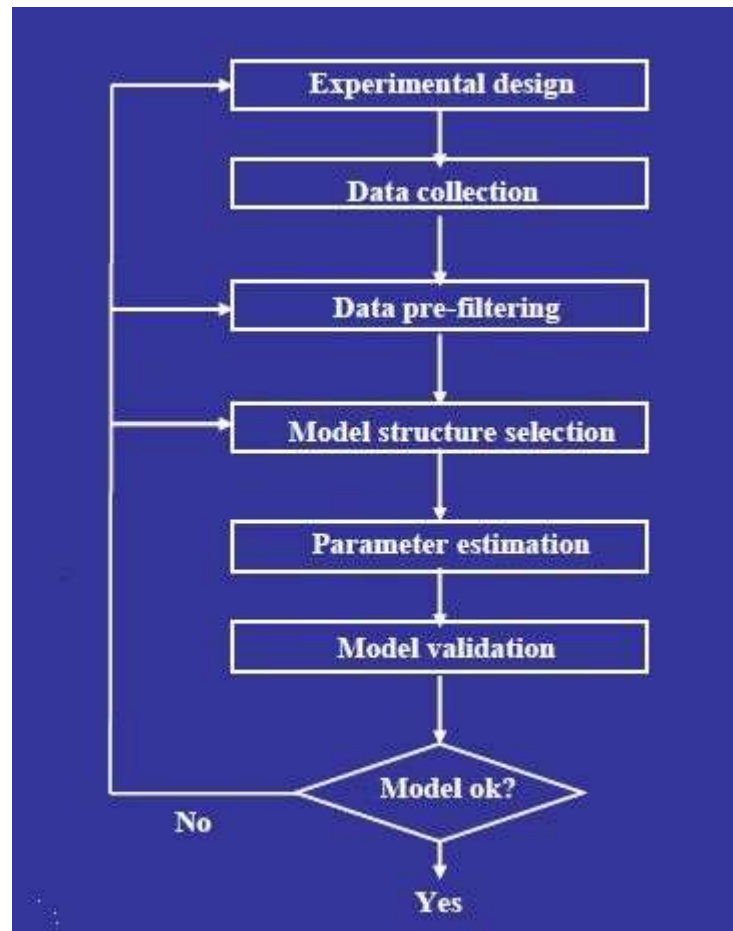 Experimental design
Data collection
Data pre-filtering
Model structure selection
Parameter estimation
Model validation
Model ok?
No
Yes